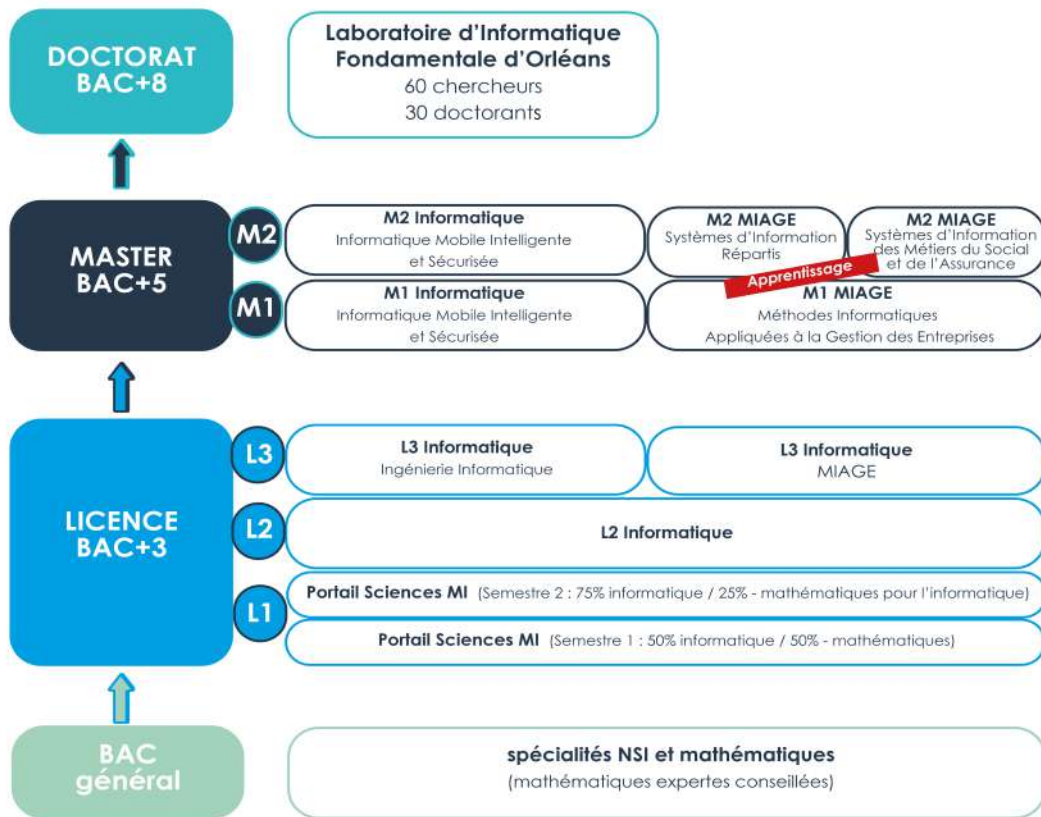 DOCTORAT
BAC+8
Laboratoire d'Informatique
Fondamentale d'Orléans
60 chercheurs
30 doctorants
MASTER
BAC+5
M2
M2 Informatique
Informatique Mobile Intelligente
et Sécurisée
M2 MIAGE
Systèmes d'Information
Répartis
M2 MIAGE
Systèmes d'Information
des Métiers du Social
et de l'Assurance
Apprentissage
M1
M1 Informatique
Informatique Mobile Intelligente
et Sécurisée
M1 MIAGE
Méthodes Informatiques
Appliquées à la Gestion des Entreprises
LICENCE
BAC+3
L3
L3 Informatique
Ingénierie Informatique
L3 Informatique
MIAGE
L2
L2 Informatique
L1
Portail Sciences MI (Semestre 2 : 75% informatique / 25% - mathématiques pour l'informatique)
Portail Sciences MI (Semestre 1 : 50% informatique / 50% - mathématiques)
BAC
général
spécialités NSI et mathématiques
(mathématiques expertes conseillées)